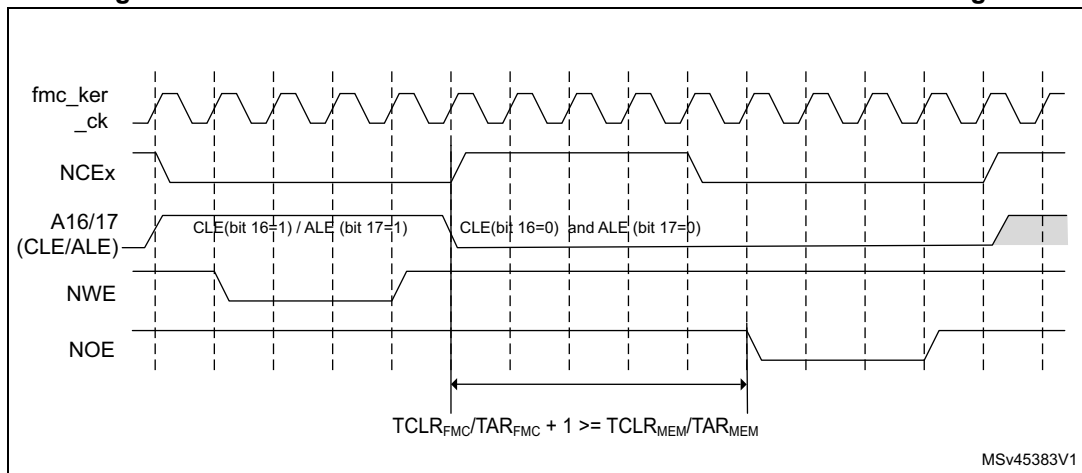 fmc_ker
_ck
NCEx
A16/17
(CLE/ALE)
CLE(bit 16=1) / ALE (bit 17=1)
CLE(bit 16=0) and ALE (bit 17=0)
NWE
NOE
TCLRFMC/TARFMC + 1 >= TCLRMEM/TARMEM
MSv45383V1